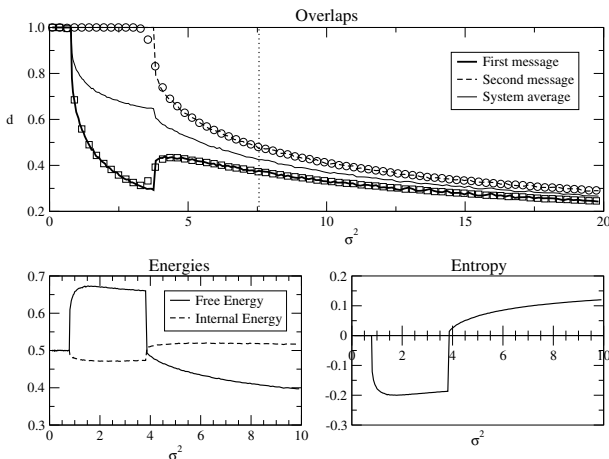 Overlaps
1.0
0.8
0.6
0.4
0.2
d
First message
Second message
System average
0 5 10 15 20
σ²
Energies
0.7
0.6
0.5
0.4
0.3
Free Energy
Internal Energy
0 2 4 6 8 10
σ²
Entropy
0.2
0.1
0
-0.1
-0.2
-0.3
0 2 4 6 8 10
σ²